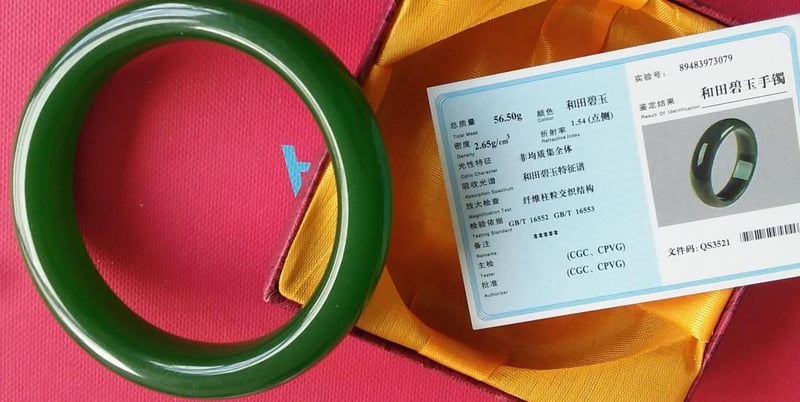 总质量 56.50g 颜色 和田碧玉
Total Mass Colour
密度 2.65g/cm³ 折射率 1.54 (点侧)
Density Refractive Index
光性特征 非均质集全体
Optic Character
吸收光谱 和田碧玉特征谱
Absorption Spectrum
放大检查 纤维柱粒交织结构
Magnification Test
检验依据 GB/T 16552 GB/T 16553
Testing Standard
备注 *****
Remarks
主检 (CGC、CPVG)
Tester
批准 (CGC、CPVG)
Authorizer
实验号: 89483973079
鉴定结果 和田碧玉手镯
Result Of Identification
文件码: QS3521